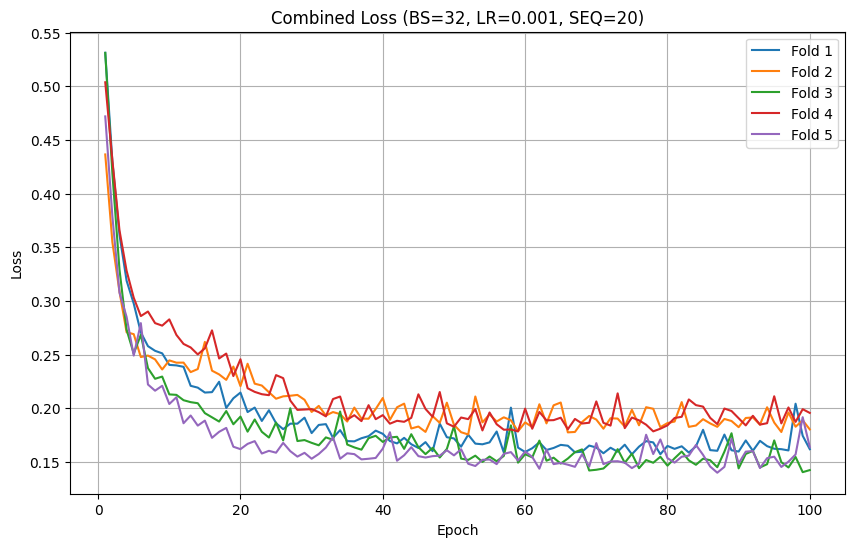 Combined Loss (BS=32, LR=0.001, SEQ=20)
Loss
0.55
0.50
0.45
0.40
0.35
0.30
0.25
0.20
0.15
Fold 1
Fold 2
Fold 3
Fold 4
Fold 5
0 20 40 60 80 100
Epoch